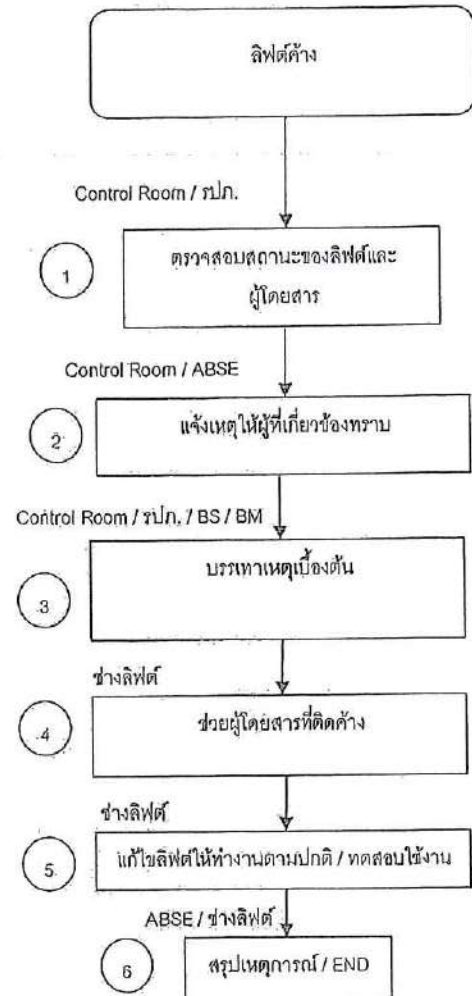 ลิฟต์ค้าง
Control Room / รปภ.
1
ตรวจสอบสถานะของลิฟต์และ
ผู้โดยสาร
Control Room / ABSE
2
แจ้งเหตุให้ผู้ที่เกี่ยวข้องทราบ
Control Room / รปภ. / BS / BM
3
บรรเทาเหตุเบื้องต้น
ช่างลิฟต์
4
ช่วยผู้โดยสารที่ติดค้าง
ช่างลิฟต์
5
แก้ไขลิฟต์ให้ทำงานตามปกติ / ทดสอบใช้งาน
ABSE / ช่างลิฟต์
6
สรุปเหตุการณ์ / END